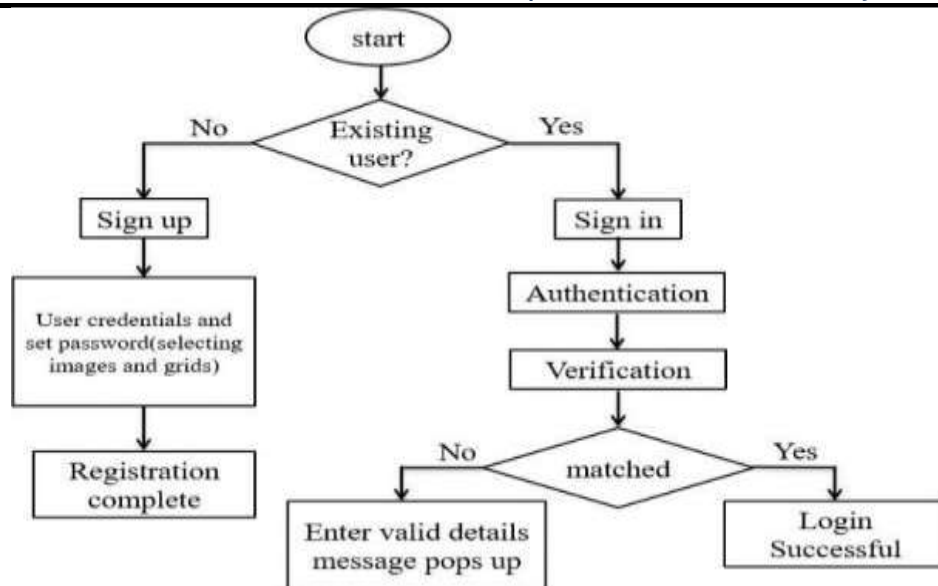 start
Existing
user?
No
Yes
Sign up
Sign in
User credentials and
set password(selecting
images and grids)
Authentication
Verification
Registration
complete
matched
No
Yes
Enter valid details
message pops up
Login
Successful